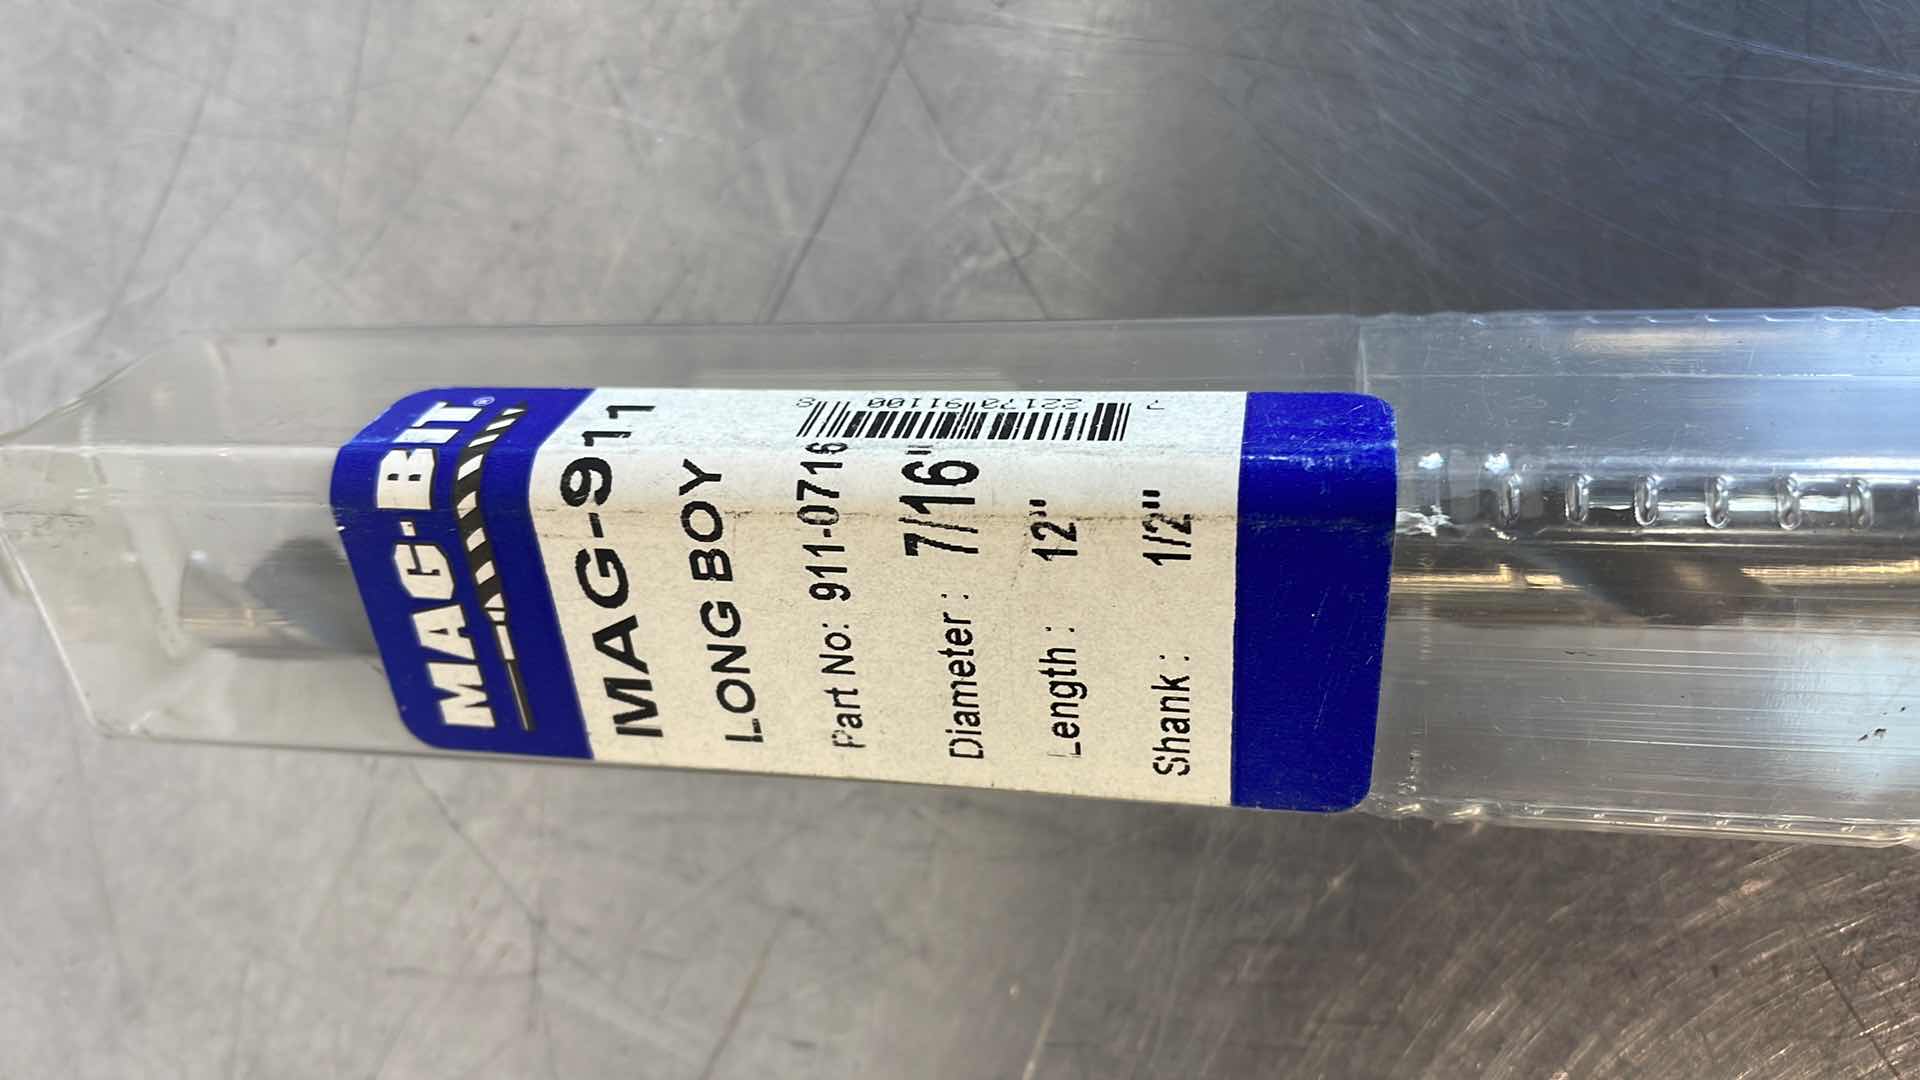 MAG-BIT®
MAG-911
LONG BOY
Part No: 911-0716
Diameter: 7/16"
Length: 12"
Shank: 1/2"